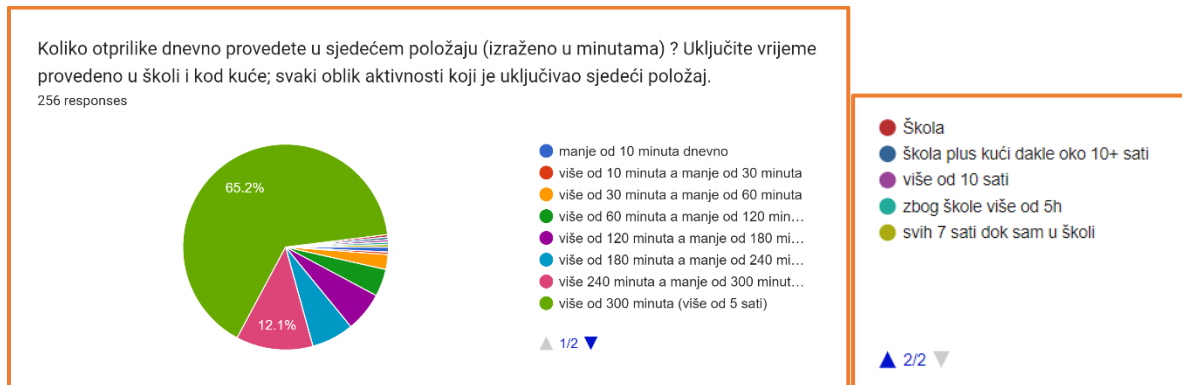 Koliko otprilike dnevno provedete u sjedećem položaju (izraženo u minutama) ? Uključite vrijeme
provedeno u školi i kod kuće; svaki oblik aktivnosti koji je uključivao sjedeći položaj.
256 responses
65.2%
12.1%
manje od 10 minuta dnevno
više od 10 minuta a manje od 30 minuta
više od 30 minuta a manje od 60 minuta
više od 60 minuta a manje od 120 min...
više od 120 minuta a manje od 180 mi...
više od 180 minuta a manje od 240 mi...
više 240 minuta a manje od 300 minut...
više od 300 minuta (više od 5 sati)
1/2
Škola
škola plus kući dakle oko 10+ sati
više od 10 sati
zbog škole više od 5h
svih 7 sati dok sam u školi
2/2